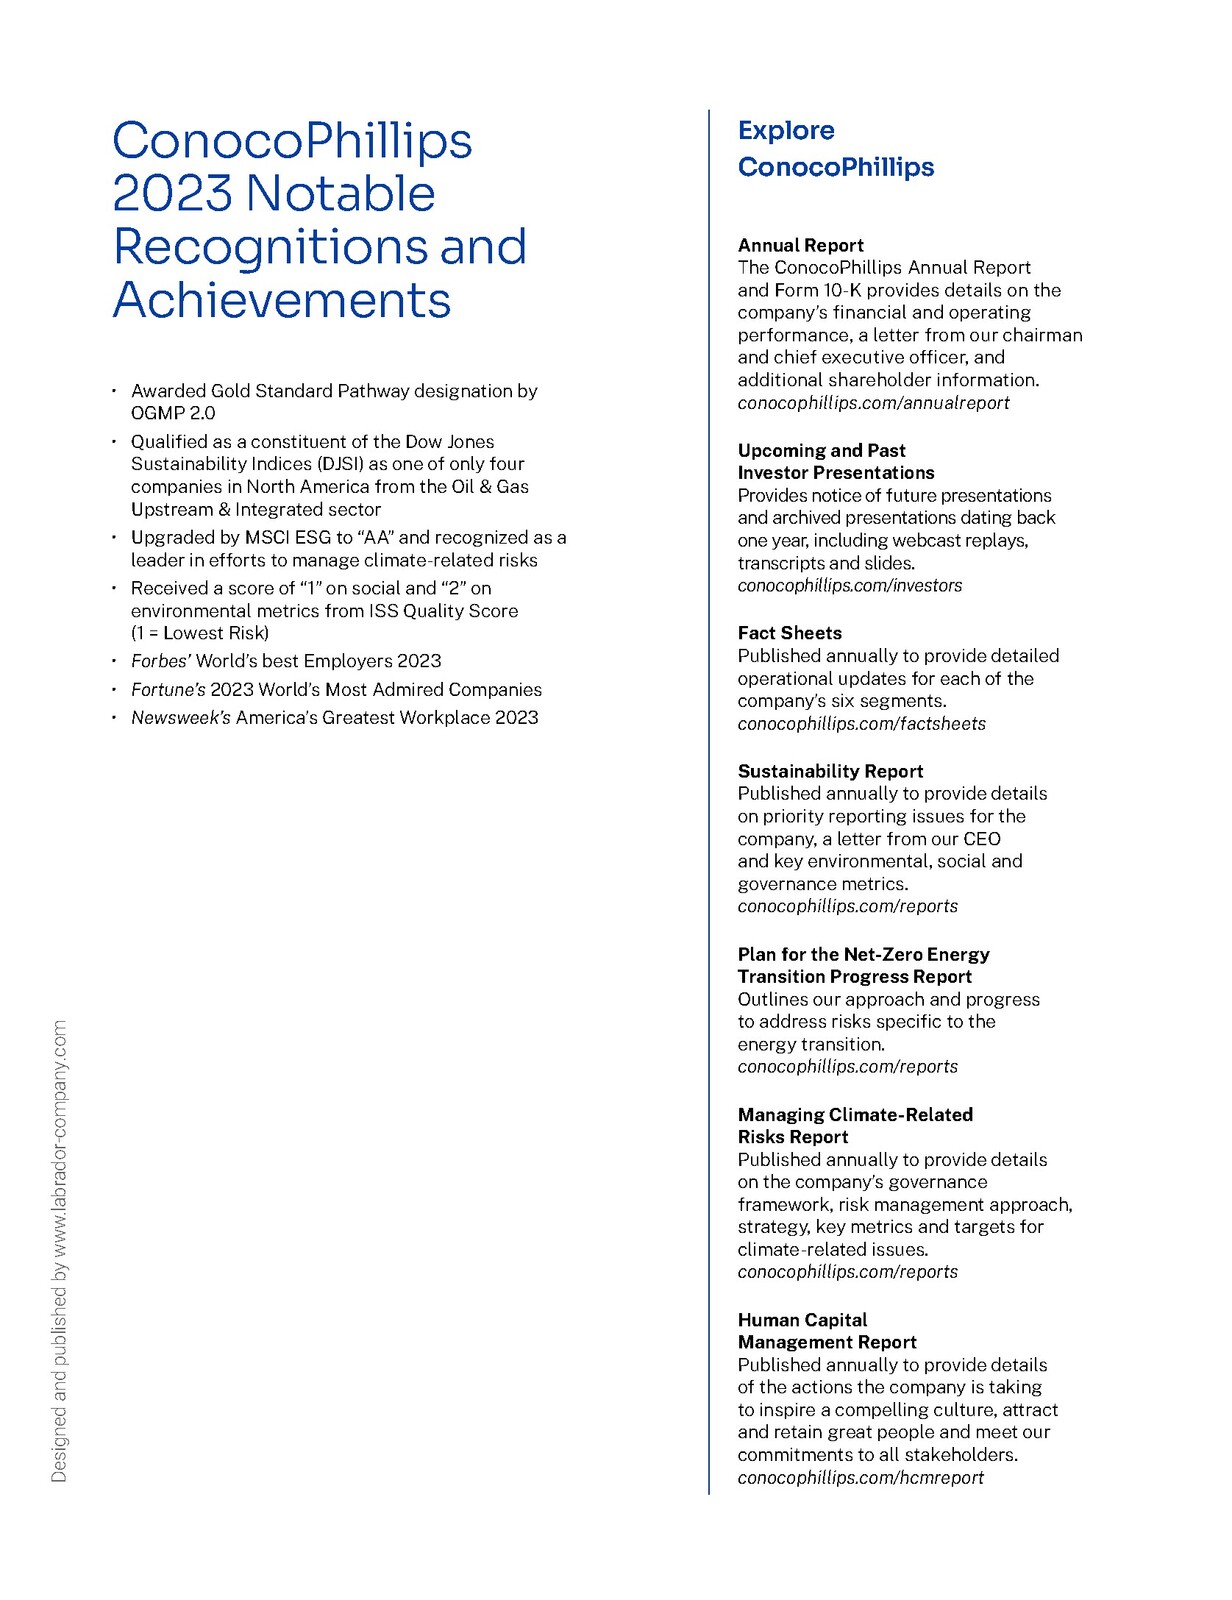 ConocoPhillips
2023 Notable
Recognitions and
Achievements
• Awarded Gold Standard Pathway designation by
OGMP 2.0
• Qualified as a constituent of the Dow Jones
Sustainability Indices (DJSI) as one of only four
companies in North America from the Oil & Gas
Upstream & Integrated sector
• Upgraded by MSCI ESG to “AA” and recognized as a
leader in efforts to manage climate-related risks
• Received a score of “1” on social and “2” on
environmental metrics from ISS Quality Score
(1 = Lowest Risk)
• Forbes’ World’s best Employers 2023
• Fortune’s 2023 World’s Most Admired Companies
• Newsweek’s America’s Greatest Workplace 2023
Designed and published by www.labrador-company.com
Explore
ConocoPhillips
Annual Report
The ConocoPhillips Annual Report
and Form 10-K provides details on the
company’s financial and operating
performance, a letter from our chairman
and chief executive officer, and
additional shareholder information.
conocophillips.com/annualreport
Upcoming and Past
Investor Presentations
Provides notice of future presentations
and archived presentations dating back
one year, including webcast replays,
transcripts and slides.
conocophillips.com/investors
Fact Sheets
Published annually to provide detailed
operational updates for each of the
company’s six segments.
conocophillips.com/factsheets
Sustainability Report
Published annually to provide details
on priority reporting issues for the
company, a letter from our CEO
and key environmental, social and
governance metrics.
conocophillips.com/reports
Plan for the Net-Zero Energy
Transition Progress Report
Outlines our approach and progress
to address risks specific to the
energy transition.
conocophillips.com/reports
Managing Climate-Related
Risks Report
Published annually to provide details
on the company’s governance
framework, risk management approach,
strategy, key metrics and targets for
climate-related issues.
conocophillips.com/reports
Human Capital
Management Report
Published annually to provide details
of the actions the company is taking
to inspire a compelling culture, attract
and retain great people and meet our
commitments to all stakeholders.
conocophillips.com/hcmreport